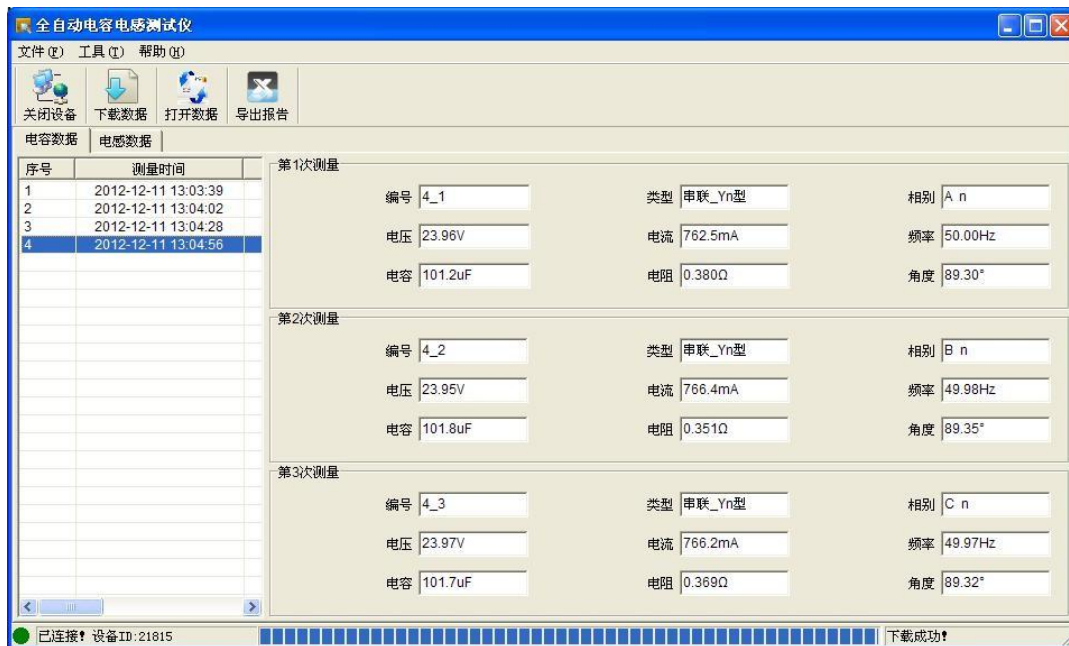 全自动电容电感测试仪
文件(F) 工具(T) 帮助(H)
关闭设备 下载数据 打开数据 导出报告
电容数据 电感数据
序号 测量时间
1 2012-12-11 13:03:39
2 2012-12-11 13:04:02
3 2012-12-11 13:04:28
4 2012-12-11 13:04:56
第1次测量
编号 4_1 类型 串联_Yn型 相别 A n
电压 23.96V 电流 762.5mA 频率 50.00Hz
电容 101.2uF 电阻 0.380Ω 角度 89.30°
第2次测量
编号 4_2 类型 串联_Yn型 相别 B n
电压 23.95V 电流 766.4mA 频率 49.98Hz
电容 101.8uF 电阻 0.351Ω 角度 89.35°
第3次测量
编号 4_3 类型 串联_Yn型 相别 C n
电压 23.97V 电流 766.2mA 频率 49.97Hz
电容 101.7uF 电阻 0.369Ω 角度 89.32°
已连接! 设备ID:21815 下载成功!